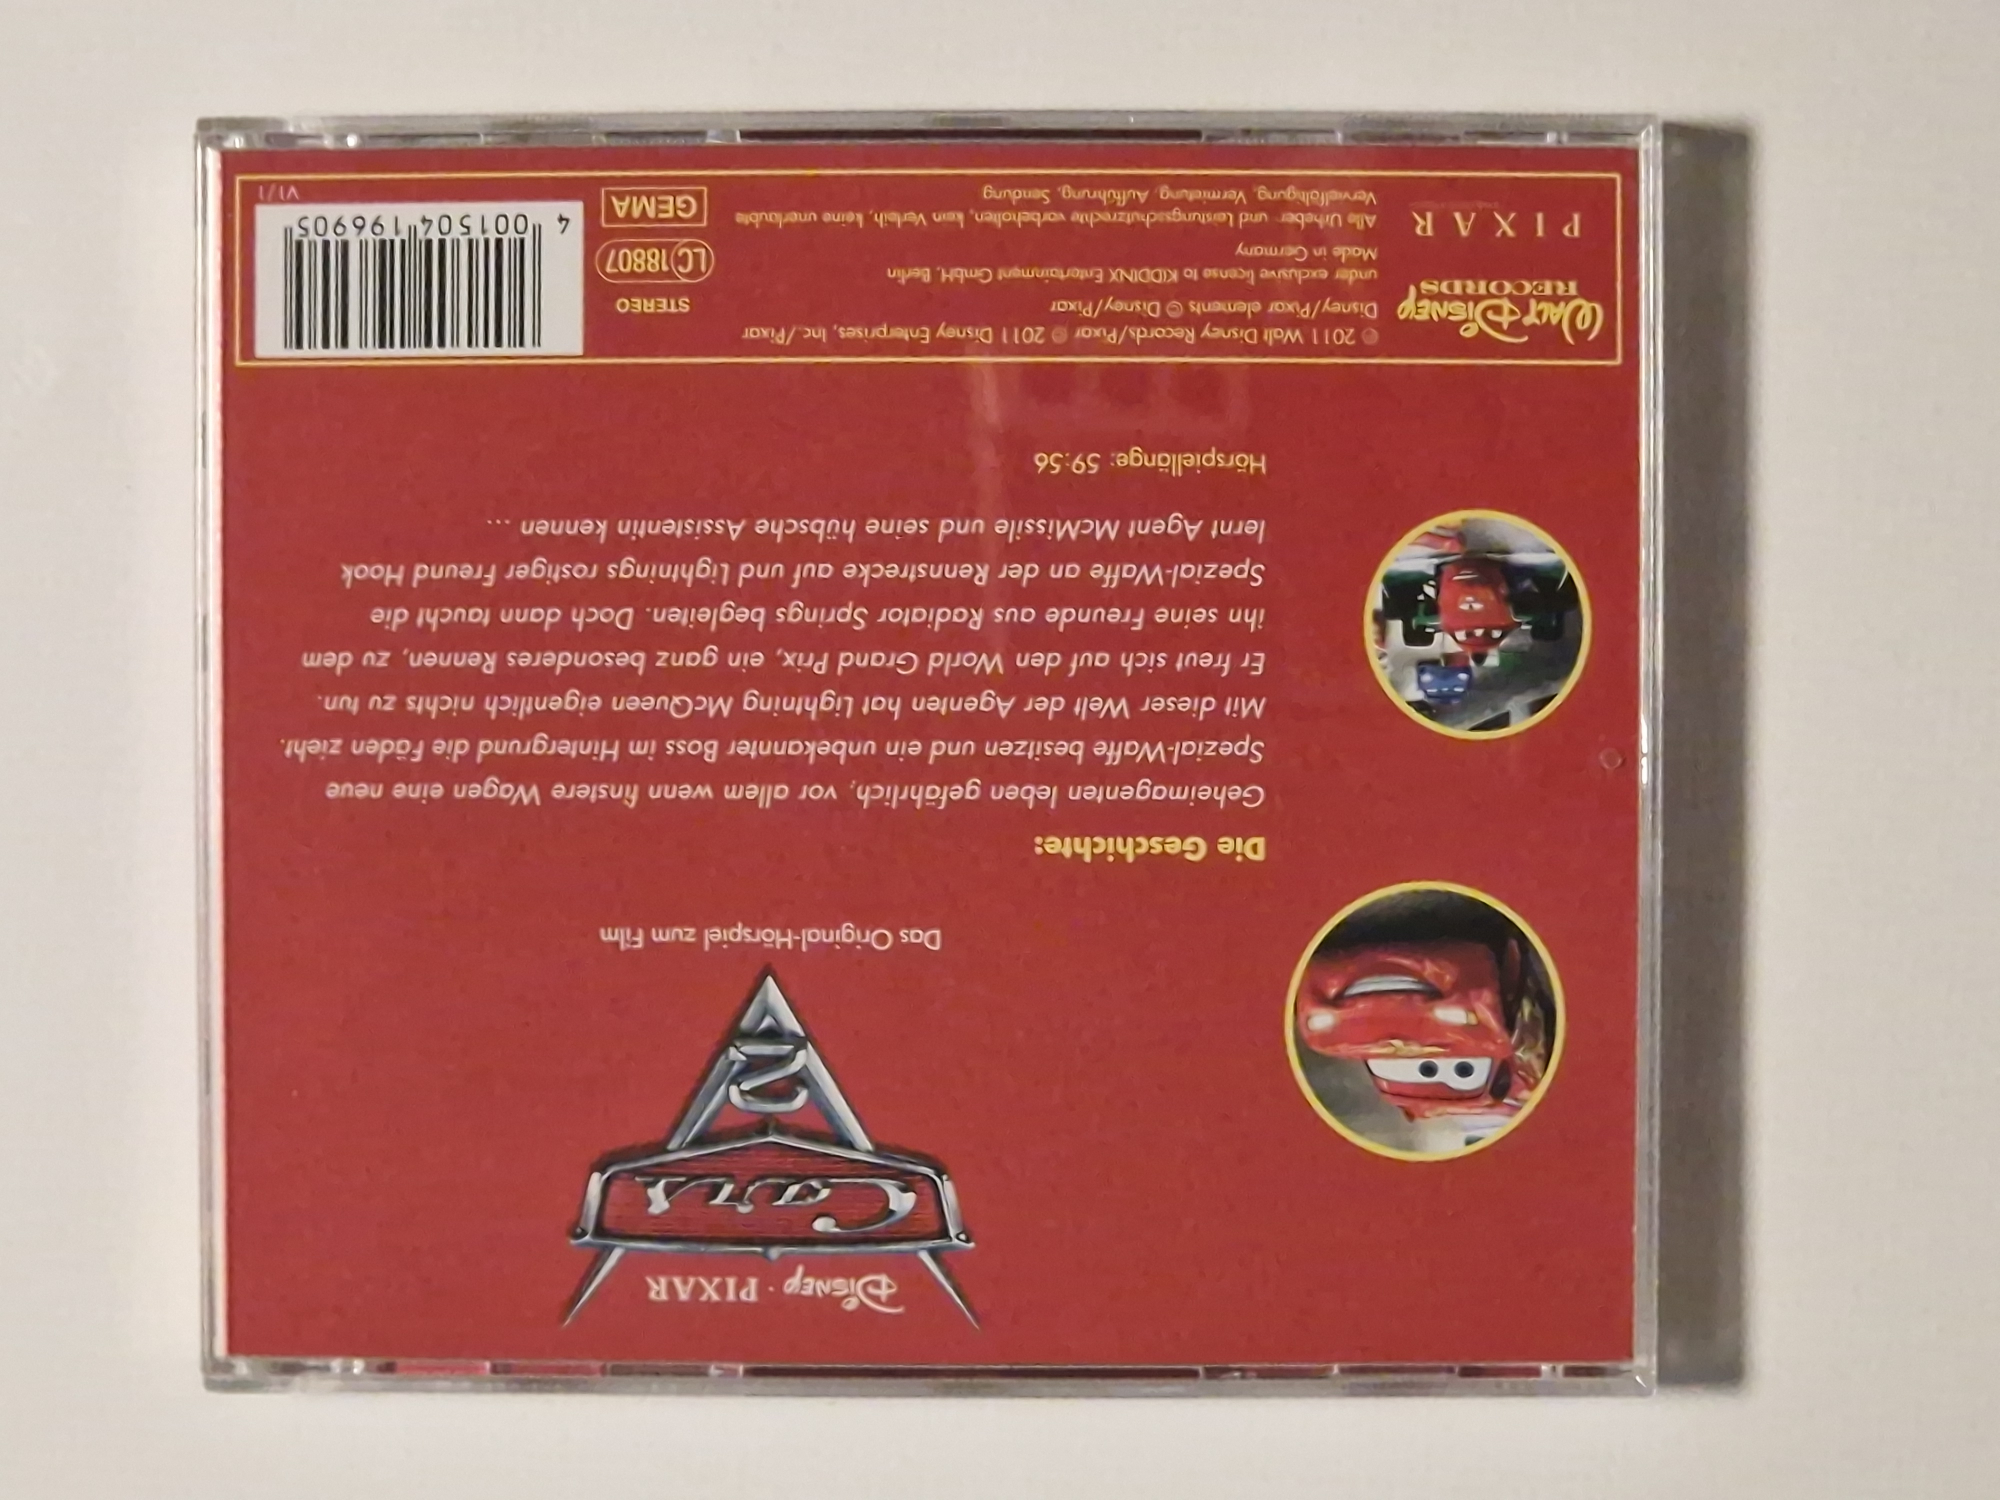 DISNEY · PIXAR
Cars
2
Das Original-Hörspiel zum Film
Die Geschichte:
Geheimagenten leben gefährlich, vor allem wenn finstere Wagen eine neue
Spezial-Waffe besitzen und ein unbekannter Boss im Hintergrund die Fäden zieht.
Mit dieser Welt der Agenten hat Lightning McQueen eigentlich nichts zu tun.
Er freut sich auf den World Grand Prix, ein ganz besonderes Rennen, zu dem
ihn seine Freunde aus Radiator Springs begleiten. Doch dann taucht die
Spezial-Waffe an der Rennstrecke auf und Lightnings rostiger Freund Hook
lernt Agent McMissile und seine hübsche Assistentin kennen ...
Hörspiellänge: 59:56
WALT DISNEY
RECORDS
PIXAR
℗ 2011 Walt Disney Records/Pixar © 2011 Disney Enterprises, Inc./Pixar
Disney/Pixar elements © Disney/Pixar
under exclusive license to KIDDINX Entertainment GmbH, Berlin
Made in Germany
Alle Urheber- und Leistungsschutzrechte vorbehalten, kein Verleih, keine unerlaubte
Vervielfältigung, Vermietung, Aufführung, Sendung
STEREO
LC 18807
GEMA
4 001504 196905
V1/1